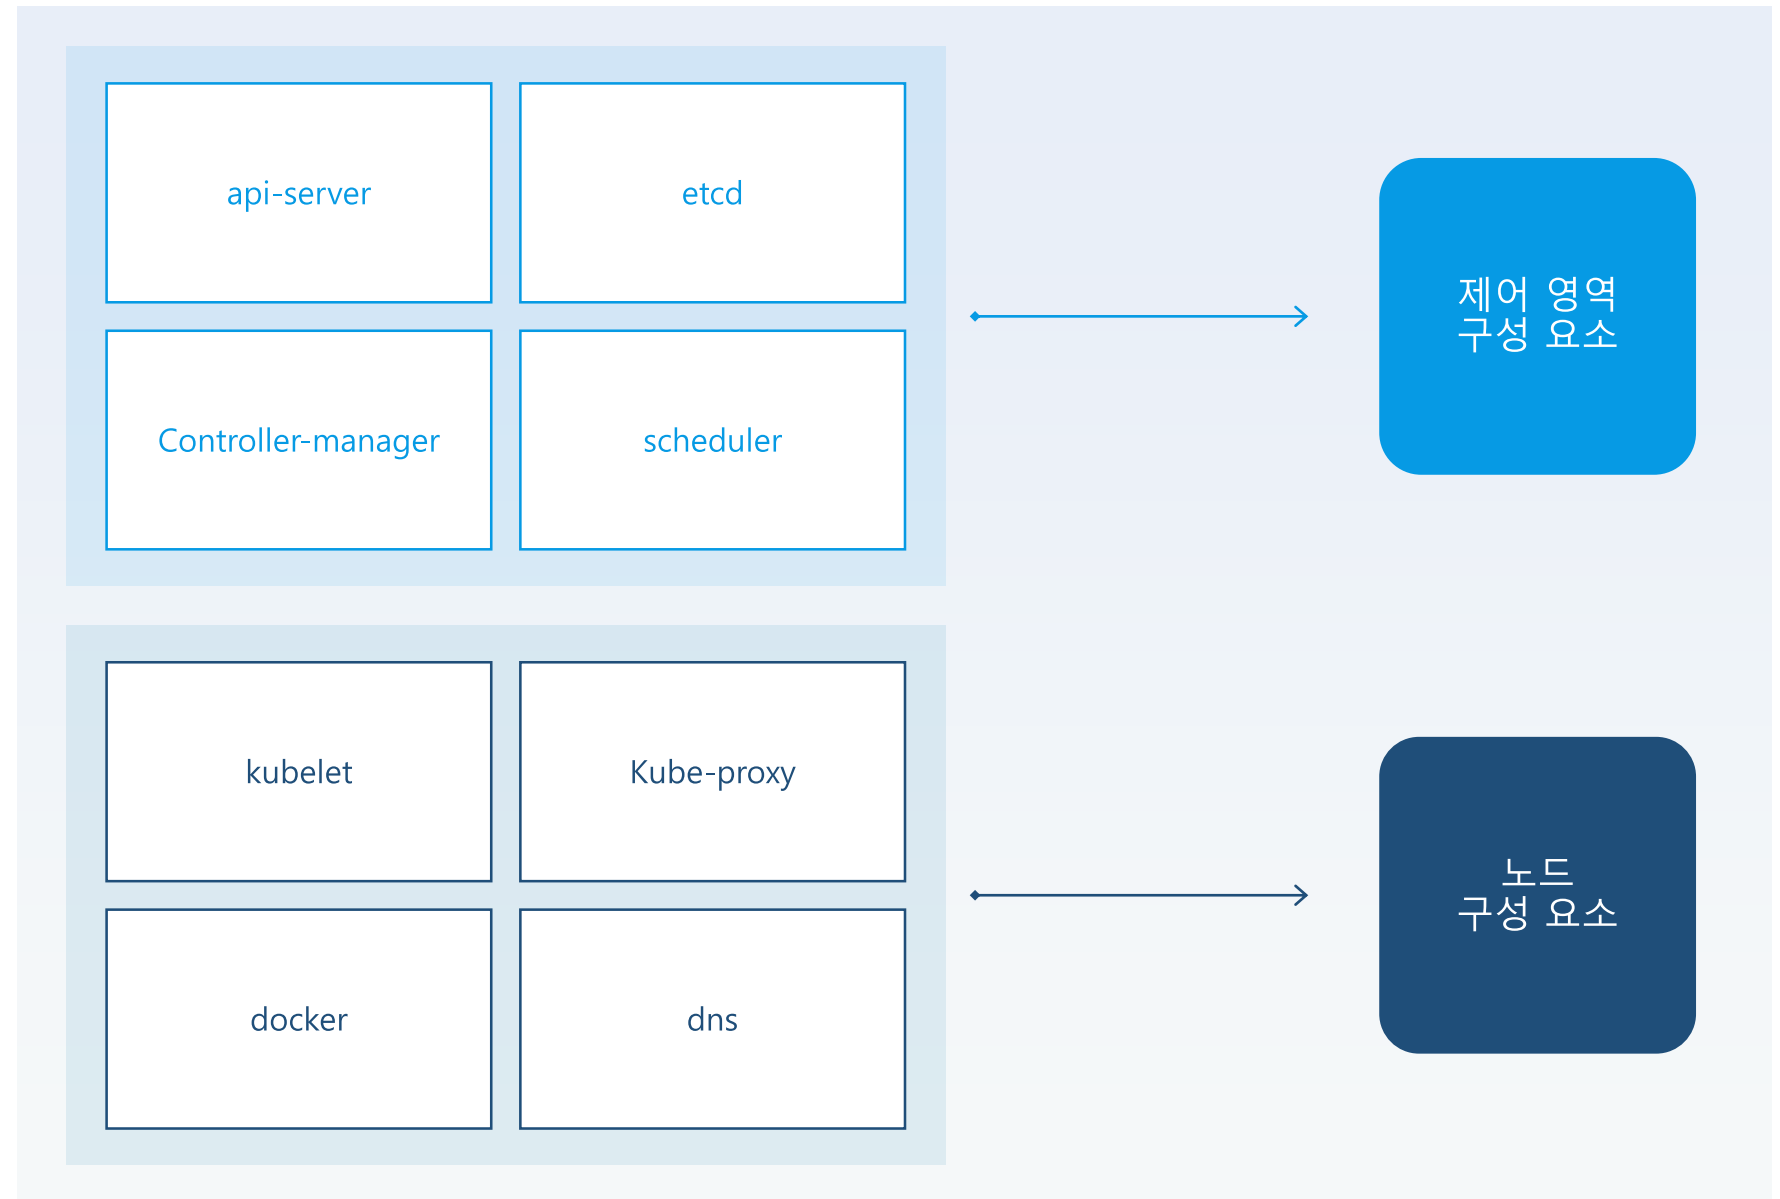 api-server
etcd
Controller-manager
scheduler
제어 영역
구성 요소
kubelet
Kube-proxy
docker
dns
노드
구성 요소